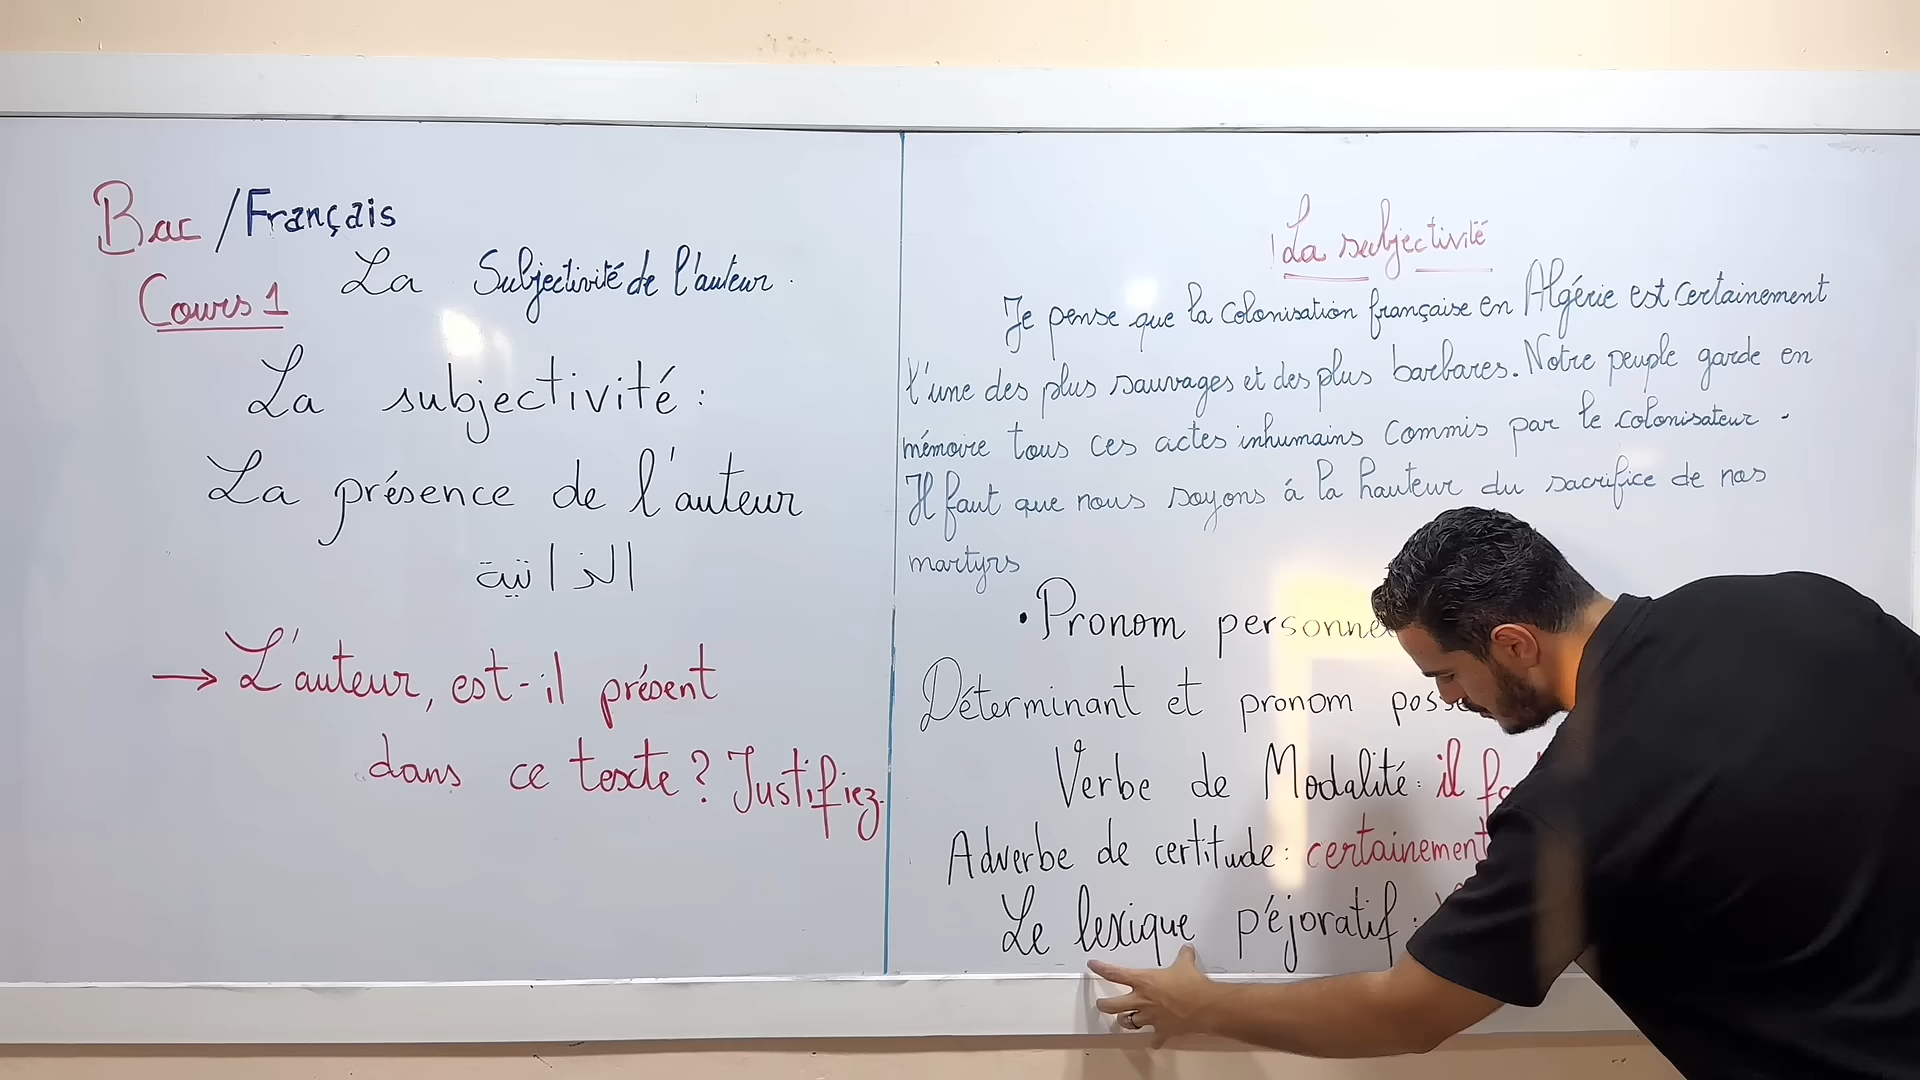 Bac / Français
Cours 1 La Subjectivité de l'auteur.
La subjectivité :
La présence de l'auteur
الذاتية
→ L'auteur, est-il présent
dans ce texte ? Justifiez.
La subjectivité
Je pense que la colonisation française en Algérie est certainement
l'une des plus sauvages et des plus barbares. Notre peuple garde en
mémoire tous ces actes inhumains commis par le colonisateur.
Il faut que nous soyons á la hauteur du sacrifice de nos
martyrs
• Pronom
Déterminant et pronom
Verbe de Modalité : il
Adverbe de certitude : certainement
Le lexique péjoratif :